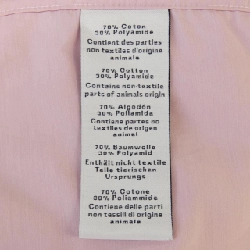 70% Coton
30% Polyamide
Contient des parties
non textiles d'origine
animale
70% Cotton
30% Polyamide
Contains non-textile
parts of animals origin
70% Algodón
30% Poliamida
Contiene partes no
textiles de origen
animal
70% Baumwolle
30% Polyamid
Enthält nicht textile
Teile tierischen
Ursprungs
70% Cotone
30% Poliammide
Contiene delle parti
non tessili di origine
animale